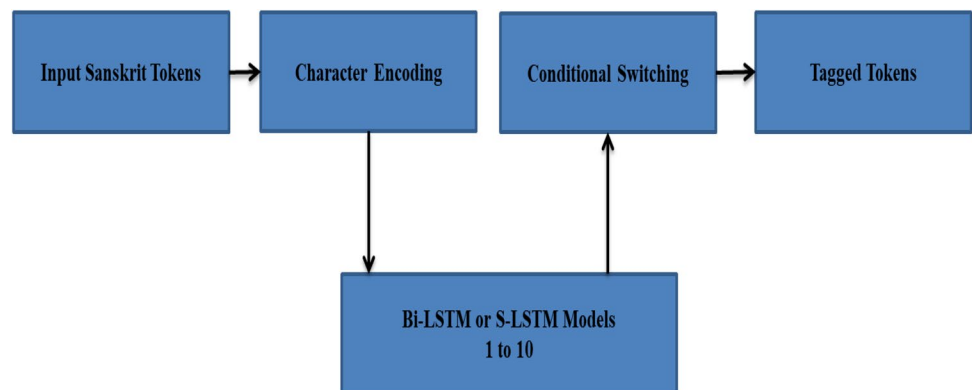 Input Sanskrit Tokens
Character Encoding
Conditional Switching
Tagged Tokens
Bi-LSTM or S-LSTM Models
1 to 10